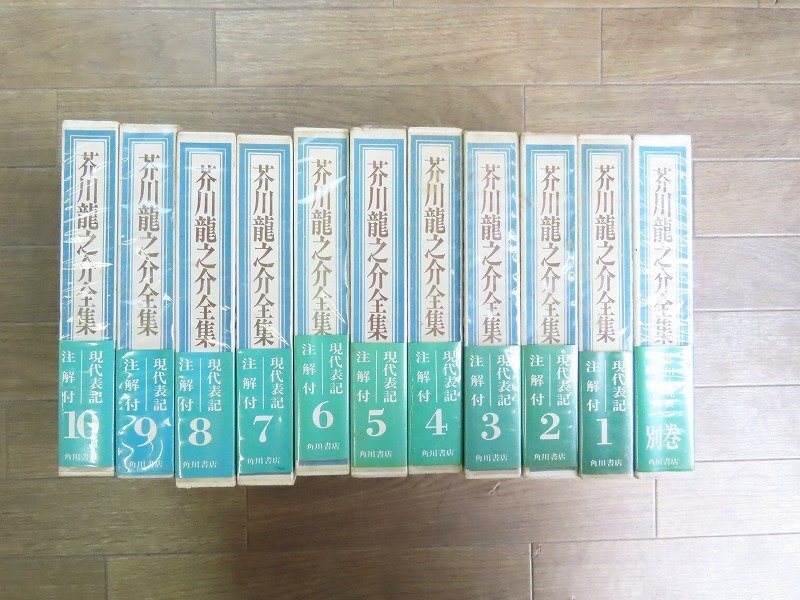 芥川龍之介全集
現代表記
注解付
10
角川書店
芥川龍之介全集
現代表記
注解付
9
角川書店
芥川龍之介全集
現代表記
注解付
8
角川書店
芥川龍之介全集
現代表記
注解付
7
角川書店
芥川龍之介全集
現代表記
注解付
6
角川書店
芥川龍之介全集
現代表記
注解付
5
角川書店
芥川龍之介全集
現代表記
注解付
4
角川書店
芥川龍之介全集
現代表記
注解付
3
角川書店
芥川龍之介全集
現代表記
注解付
2
角川書店
芥川龍之介全集
現代表記
注解付
1
角川書店
芥川龍之介全集
別巻
角川書店